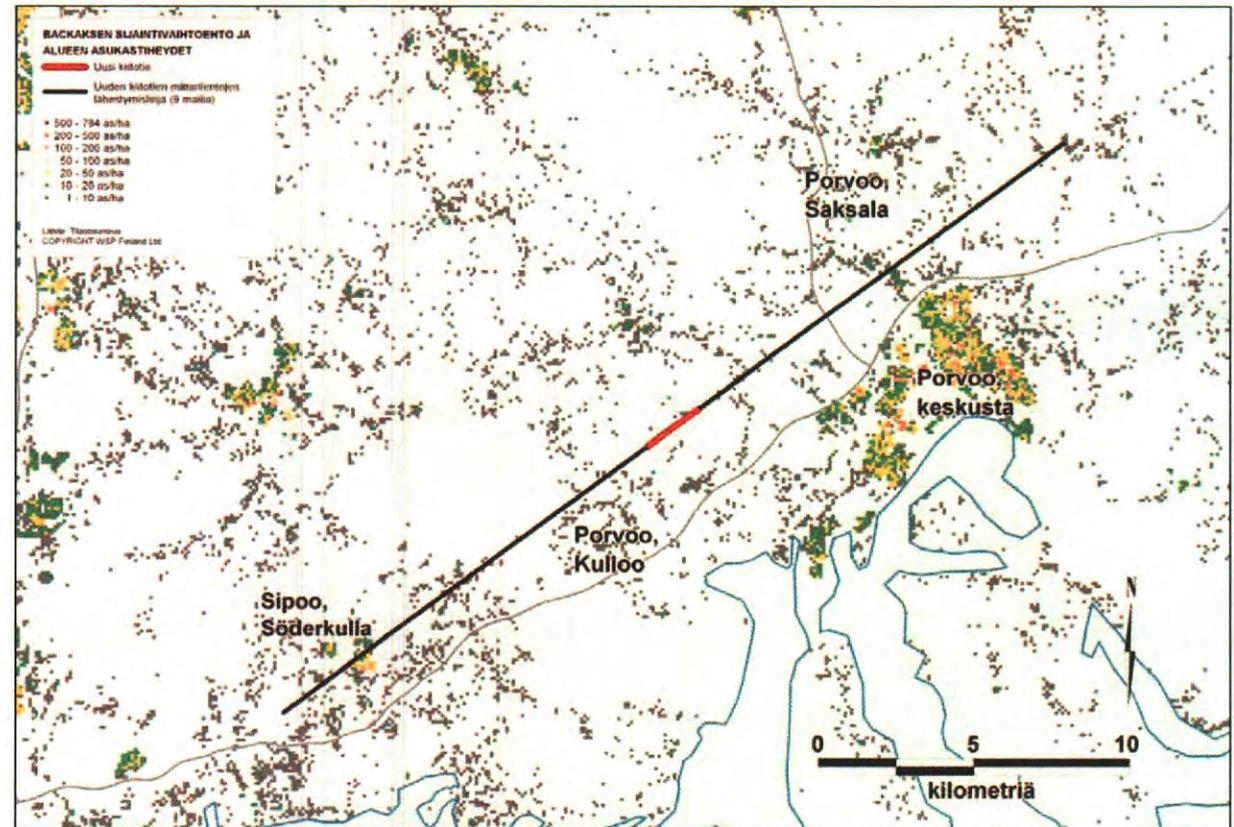 BACKAKSEN SIJAINTIVAIHTOEHTO JA
ALUEEN ASUKASTIHEYDET
Uusi kiitotie
Uuden kiitotien mittarilentojen
lähestymislinja (9 mailia)
500 - 784 as/ha
200 - 500 as/ha
100 - 200 as/ha
50 - 100 as/ha
20 - 50 as/ha
10 - 20 as/ha
1 - 10 as/ha
Lähde: Tilastokeskus
COPYRIGHT WSP Finland Ltd
Porvoo,
Saksala
Porvoo,
keskusta
Porvoo,
Kulloo
Sipoo,
Söderkulla
N
0 5 10
kilometriä